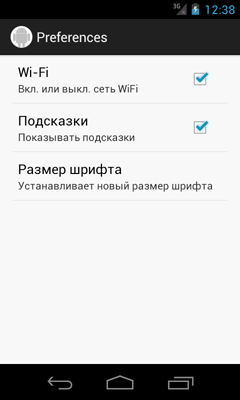 3G 12:38
Preferences
Wi-Fi
Вкл. или выкл. сеть WiFi
Подсказки
Показывать подсказки
Размер шрифта
Устанавливает новый размер шрифта